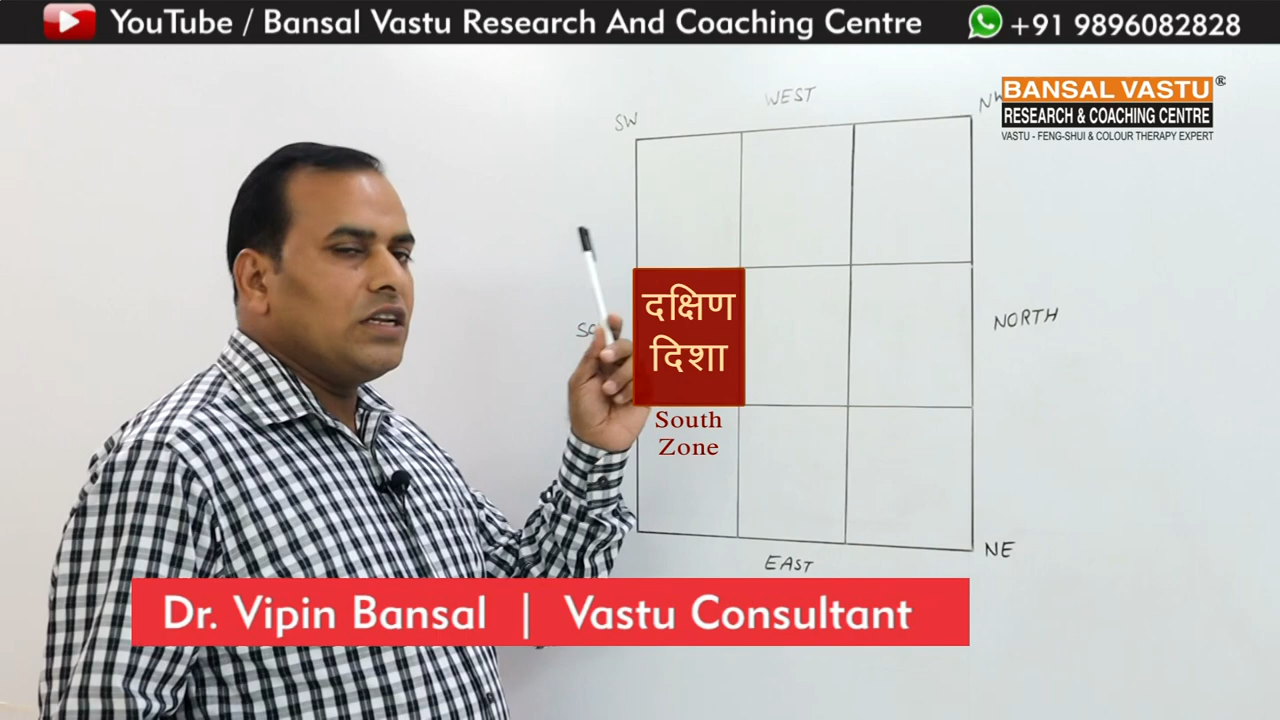 YouTube / Bansal Vastu Research And Coaching Centre
+91 9896082828
BANSAL VASTU®
RESEARCH & COACHING CENTRE
VASTU - FENG-SHUI & COLOUR THERAPY EXPERT
WEST
SW
NORTH
दक्षिण
दिशा
South
Zone
NE
EAST
Dr. Vipin Bansal | Vastu Consultant